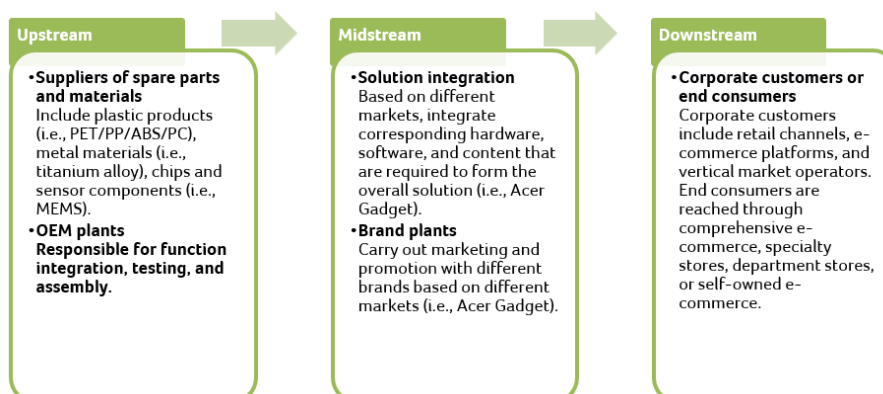 Upstream
•Suppliers of spare parts
and materials
Include plastic products
(i.e., PET/PP/ABS/PC),
metal materials (i.e.,
titanium alloy), chips and
sensor components (i.e.,
MEMS).
•OEM plants
Responsible for function
integration, testing, and
assembly.
Midstream
•Solution integration
Based on different
markets, integrate
corresponding hardware,
software, and content that
are required to form the
overall solution (i.e., Acer
Gadget).
•Brand plants
Carry out marketing and
promotion with different
brands based on different
markets (i.e., Acer Gadget).
Downstream
•Corporate customers or
end consumers
Corporate customers
include retail channels, e-
commerce platforms, and
vertical market operators.
End consumers are
reached through
comprehensive e-
commerce, specialty
stores, department stores,
or self-owned e-
commerce.